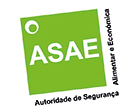 ASAE
Autoridade de Segurança
Alimentar e Económica